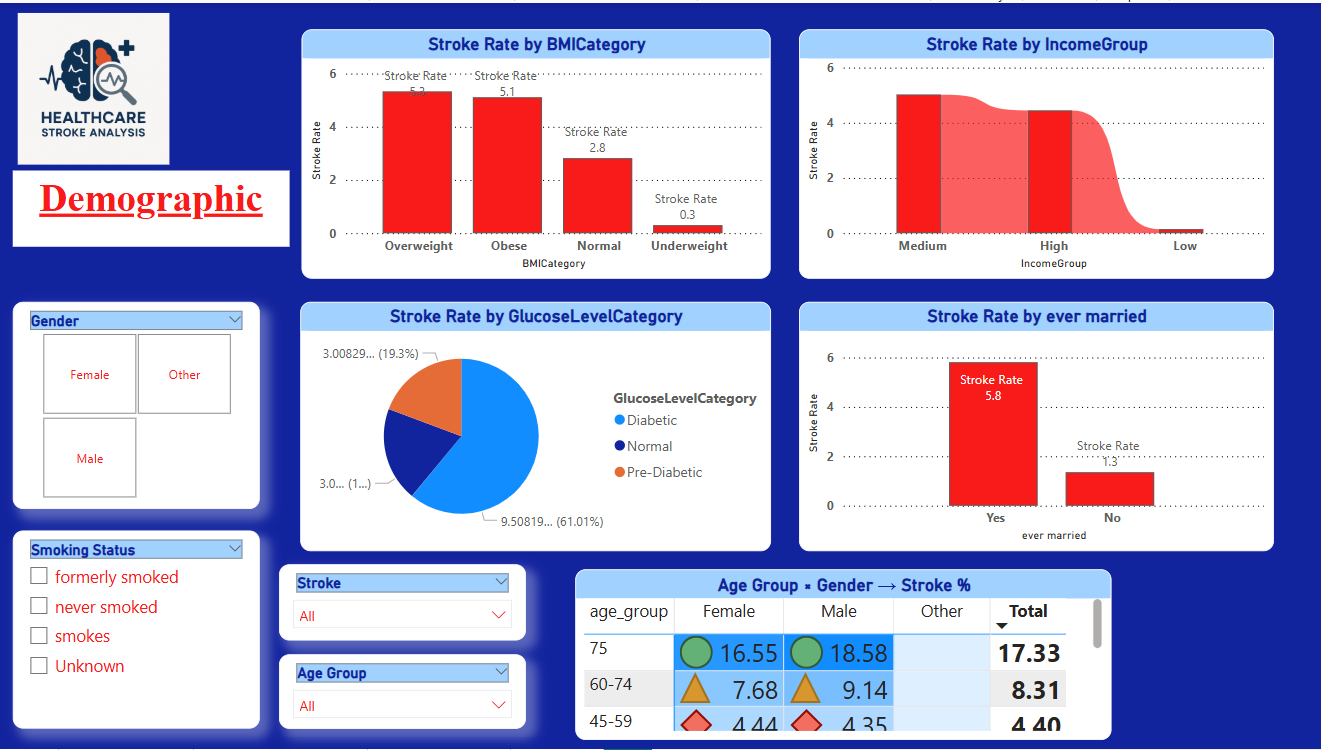 HEALTHCARE
STROKE ANALYSIS
Demographic
Stroke Rate by BMICategory
Stroke Rate
6
4
2
0
Stroke Rate
5.3
Stroke Rate
5.1
Stroke Rate
2.8
Stroke Rate
0.3
Overweight Obese Normal Underweight
BMICategory
Stroke Rate by IncomeGroup
Stroke Rate
6
4
2
0
Medium High Low
IncomeGroup
Gender
Female Other
Male
Stroke Rate by GlucoseLevelCategory
3.00829... (19.3%)
3.0... (1...)
9.50819... (61.01%)
GlucoseLevelCategory
Diabetic
Normal
Pre-Diabetic
Stroke Rate by ever married
Stroke Rate
6
4
2
0
Stroke Rate
5.8
Stroke Rate
1.3
Yes No
ever married
Smoking Status
formerly smoked
never smoked
smokes
Unknown
Stroke
All
Age Group
All
Age Group × Gender → Stroke %
age_group Female Male Other Total
75 16.55 18.58 17.33
60-74 7.68 9.14 8.31
45-59 4.44 4.35 4.40